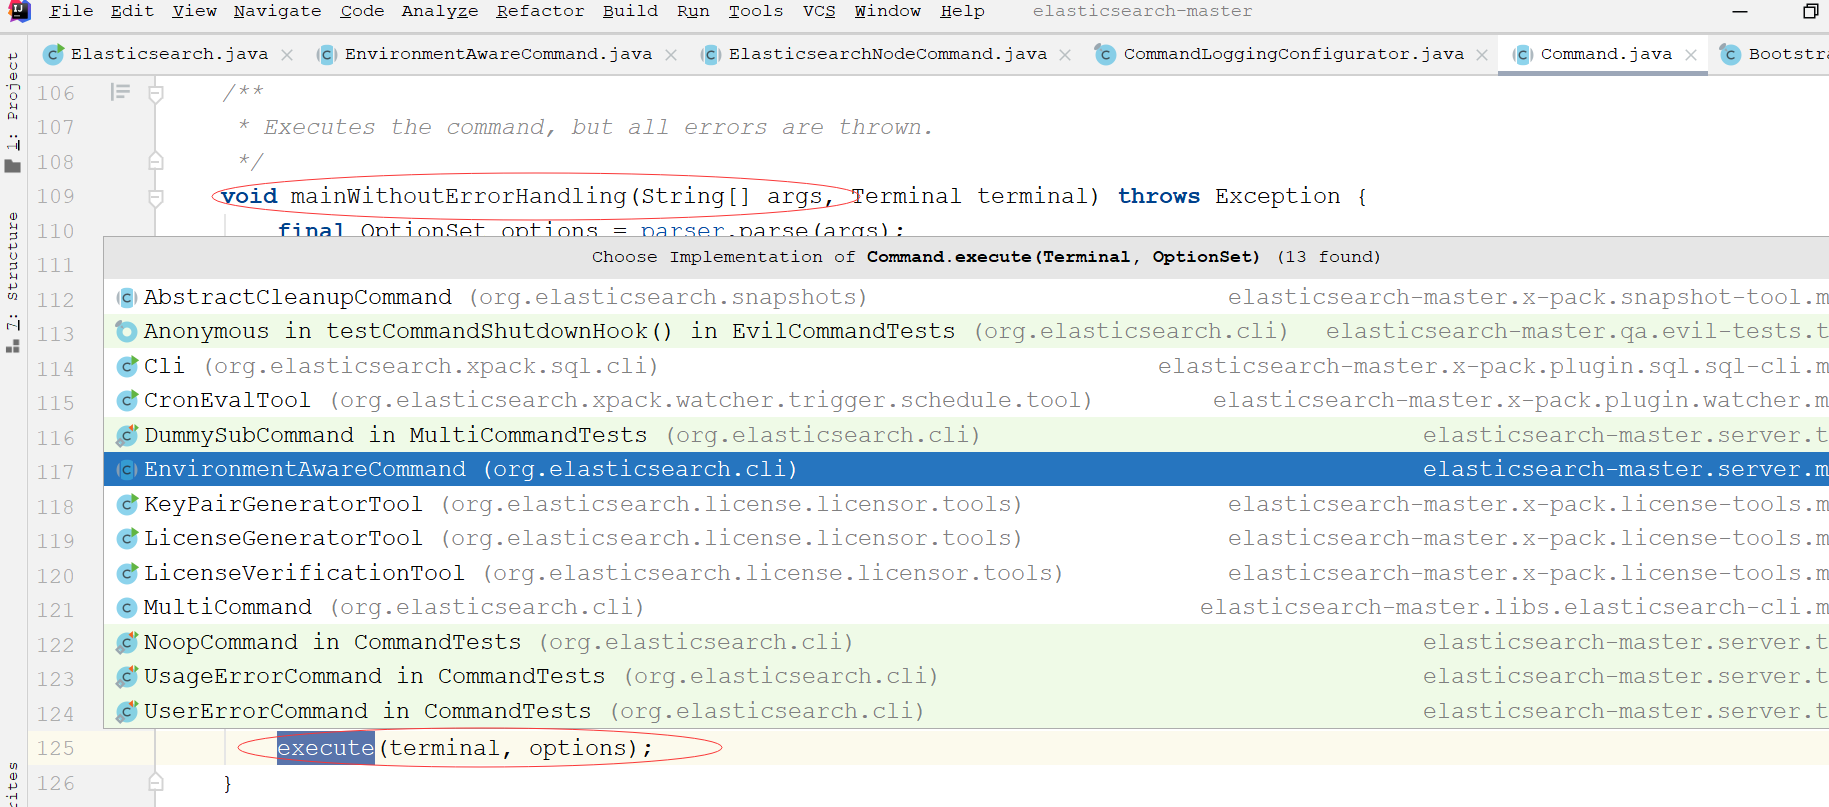 File Edit View Navigate Code Analyze Refactor Build Run Tools VCS Window Help elasticsearch-master
Elasticsearch.java EnvironmentAwareCommand.java ElasticsearchNodeCommand.java CommandLoggingConfigurator.java Command.java Bootstra
1: Project
7: Structure
106 /**
107 * Executes the command, but all errors are thrown.
108 */
109 void mainWithoutErrorHandling(String[] args, Terminal terminal) throws Exception {
110 final OptionSet options = parser.parse(args);
111 Choose Implementation of Command.execute(Terminal, OptionSet) (13 found)
112 AbstractCleanupCommand (org.elasticsearch.snapshots) elasticsearch-master.x-pack.snapshot-tool.m
113 Anonymous in testCommandShutdownHook() in EvilCommandTests (org.elasticsearch.cli) elasticsearch-master.qa.evil-tests.t
114 Cli (org.elasticsearch.xpack.sql.cli) elasticsearch-master.x-pack.plugin.sql.sql-cli.m
115 CronEvalTool (org.elasticsearch.xpack.watcher.trigger.schedule.tool) elasticsearch-master.x-pack.plugin.watcher.m
116 DummySubCommand in MultiCommandTests (org.elasticsearch.cli) elasticsearch-master.server.t
117 EnvironmentAwareCommand (org.elasticsearch.cli) elasticsearch-master.server.m
118 KeyPairGeneratorTool (org.elasticsearch.license.licensor.tools) elasticsearch-master.x-pack.license-tools.m
119 LicenseGeneratorTool (org.elasticsearch.license.licensor.tools) elasticsearch-master.x-pack.license-tools.m
120 LicenseVerificationTool (org.elasticsearch.license.licensor.tools) elasticsearch-master.x-pack.license-tools.m
121 MultiCommand (org.elasticsearch.cli) elasticsearch-master.libs.elasticsearch-cli.m
122 NoopCommand in CommandTests (org.elasticsearch.cli) elasticsearch-master.server.t
123 UsageErrorCommand in CommandTests (org.elasticsearch.cli) elasticsearch-master.server.t
124 UserErrorCommand in CommandTests (org.elasticsearch.cli) elasticsearch-master.server.t
125 execute(terminal, options);
126 }